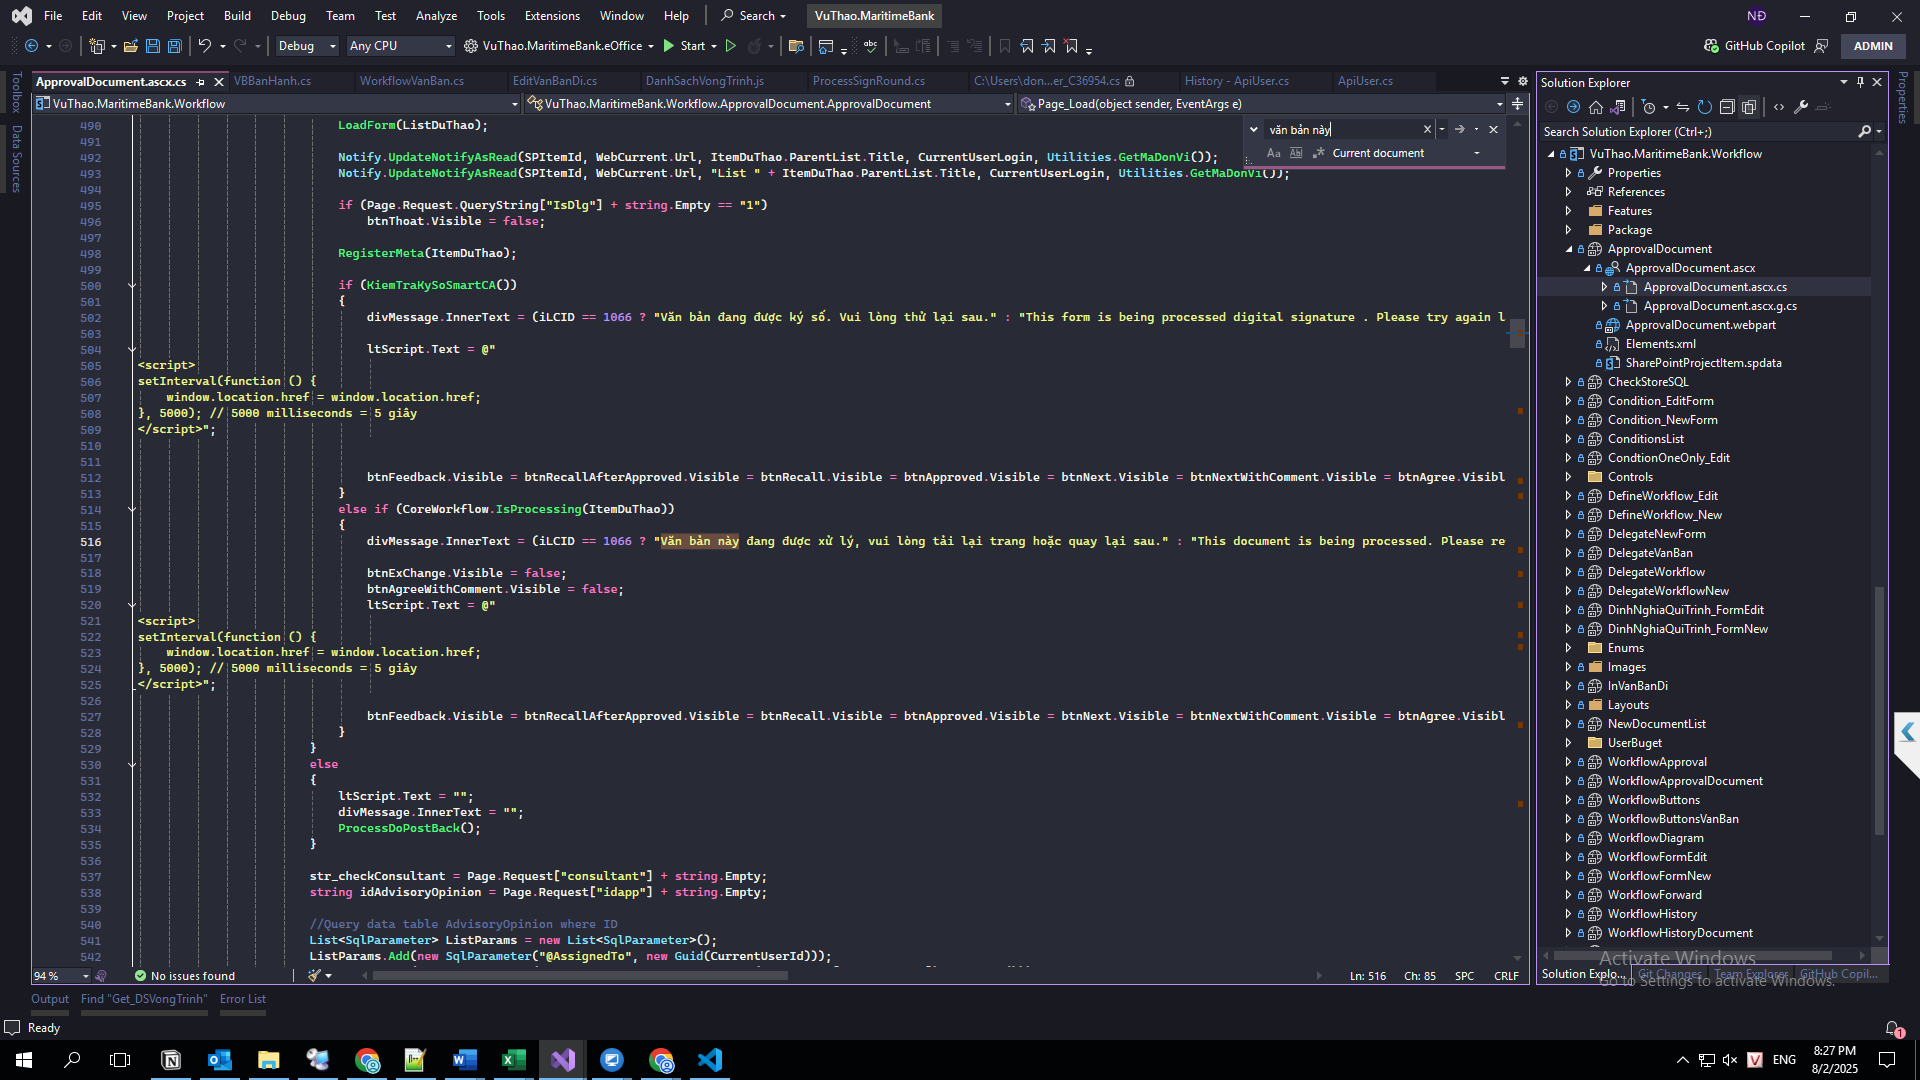 File Edit View Project Build Debug Team Test Analyze Tools Extensions Window Help Search VuThao.MaritimeBank NĐ
Debug Any CPU VuThao.MaritimeBank.eOffice Start GitHub Copilot ADMIN
Toolbox
Data Sources
ApprovalDocument.ascx.cs VBBanHanh.cs WorkflowVanBan.cs EditVanBanDi.cs DanhSachVongTrinh.js ProcessSignRound.cs C:\Users\don...er_C36954.cs History - ApiUser.cs ApiUser.cs
VuThao.MaritimeBank.Workflow VuThao.MaritimeBank.Workflow.ApprovalDocument.ApprovalDocument Page_Load(object sender, EventArgs e)
văn bản này
Aa Current document
490 LoadForm(ListDuThao);
491
492 Notify.UpdateNotifyAsRead(SPItemId, WebCurrent.Url, ItemDuThao.ParentList.Title, CurrentUserLogin, Utilities.GetMaDonVi());
493 Notify.UpdateNotifyAsRead(SPItemId, WebCurrent.Url, "List " + ItemDuThao.ParentList.Title, CurrentUserLogin, Utilities.GetMaDonVi());
494
495 if (Page.Request.QueryString["IsDlg"] + string.Empty == "1")
496 btnThoat.Visible = false;
497
498 RegisterMeta(ItemDuThao);
499
500 if (KiemTraKySoSmartCA())
501 {
502 divMessage.InnerText = (iLCID == 1066 ? "Văn bản đang được ký số. Vui lòng thử lại sau." : "This form is being processed digital signature . Please try again l
503
504 ltScript.Text = @"
505 <script>
506 setInterval(function () {
507 window.location.href = window.location.href;
508 }, 5000); // 5000 milliseconds = 5 giây
509 </script>";
510
511
512 btnFeedback.Visible = btnRecallAfterApproved.Visible = btnRecall.Visible = btnApproved.Visible = btnNext.Visible = btnNextWithComment.Visible = btnAgree.Visibl
513 }
514 else if (CoreWorkflow.IsProcessing(ItemDuThao))
515 {
516 divMessage.InnerText = (iLCID == 1066 ? "Văn bản này đang được xử lý, vui lòng tải lại trang hoặc quay lại sau." : "This document is being processed. Please re
517
518 btnExChange.Visible = false;
519 btnAgreeWithComment.Visible = false;
520 ltScript.Text = @"
521 <script>
522 setInterval(function () {
523 window.location.href = window.location.href;
524 }, 5000); // 5000 milliseconds = 5 giây
525 </script>";
526
527 btnFeedback.Visible = btnRecallAfterApproved.Visible = btnRecall.Visible = btnApproved.Visible = btnNext.Visible = btnNextWithComment.Visible = btnAgree.Visibl
528 }
529 }
530 else
531 {
532 ltScript.Text = "";
533 divMessage.InnerText = "";
534 ProcessDoPostBack();
535 }
536
537 str_checkConsultant = Page.Request["consultant"] + string.Empty;
538 string idAdvisoryOpinion = Page.Request["idapp"] + string.Empty;
539
540 //Query data table AdvisoryOpinion where ID
541 List<SqlParameter> ListParams = new List<SqlParameter>();
542 ListParams.Add(new SqlParameter("@AssignedTo", new Guid(CurrentUserId)));
94 % No issues found Ln: 516 Ch: 85 SPC CRLF
Output Find "Get_DSVongTrinh" Error List
Ready
Solution Explorer
Search Solution Explorer (Ctrl+;)
VuThao.MaritimeBank.Workflow
Properties
References
Features
Package
ApprovalDocument
ApprovalDocument.ascx
ApprovalDocument.ascx.cs
ApprovalDocument.ascx.g.cs
ApprovalDocument.webpart
Elements.xml
SharePointProjectItem.spdata
CheckStoreSQL
Condition_EditForm
Condition_NewForm
ConditionsList
CondtionOneOnly_Edit
Controls
DefineWorkflow_Edit
DefineWorkflow_New
DelegateNewForm
DelegateVanBan
DelegateWorkflow
DelegateWorkflowNew
DinhNghiaQuiTrinh_FormEdit
DinhNghiaQuiTrinh_FormNew
Enums
Images
InVanBanDi
Layouts
NewDocumentList
UserBuget
WorkflowApproval
WorkflowApprovalDocument
WorkflowButtons
WorkflowButtonsVanBan
WorkflowDiagram
WorkflowFormEdit
WorkflowFormNew
WorkflowForward
WorkflowHistory
WorkflowHistoryDocument
Solution Explo... Git Changes Team Explorer GitHub Copil...
Properties
Activate Windows
Go to Settings to activate Windows.
1
ENG
8:27 PM
8/2/2025